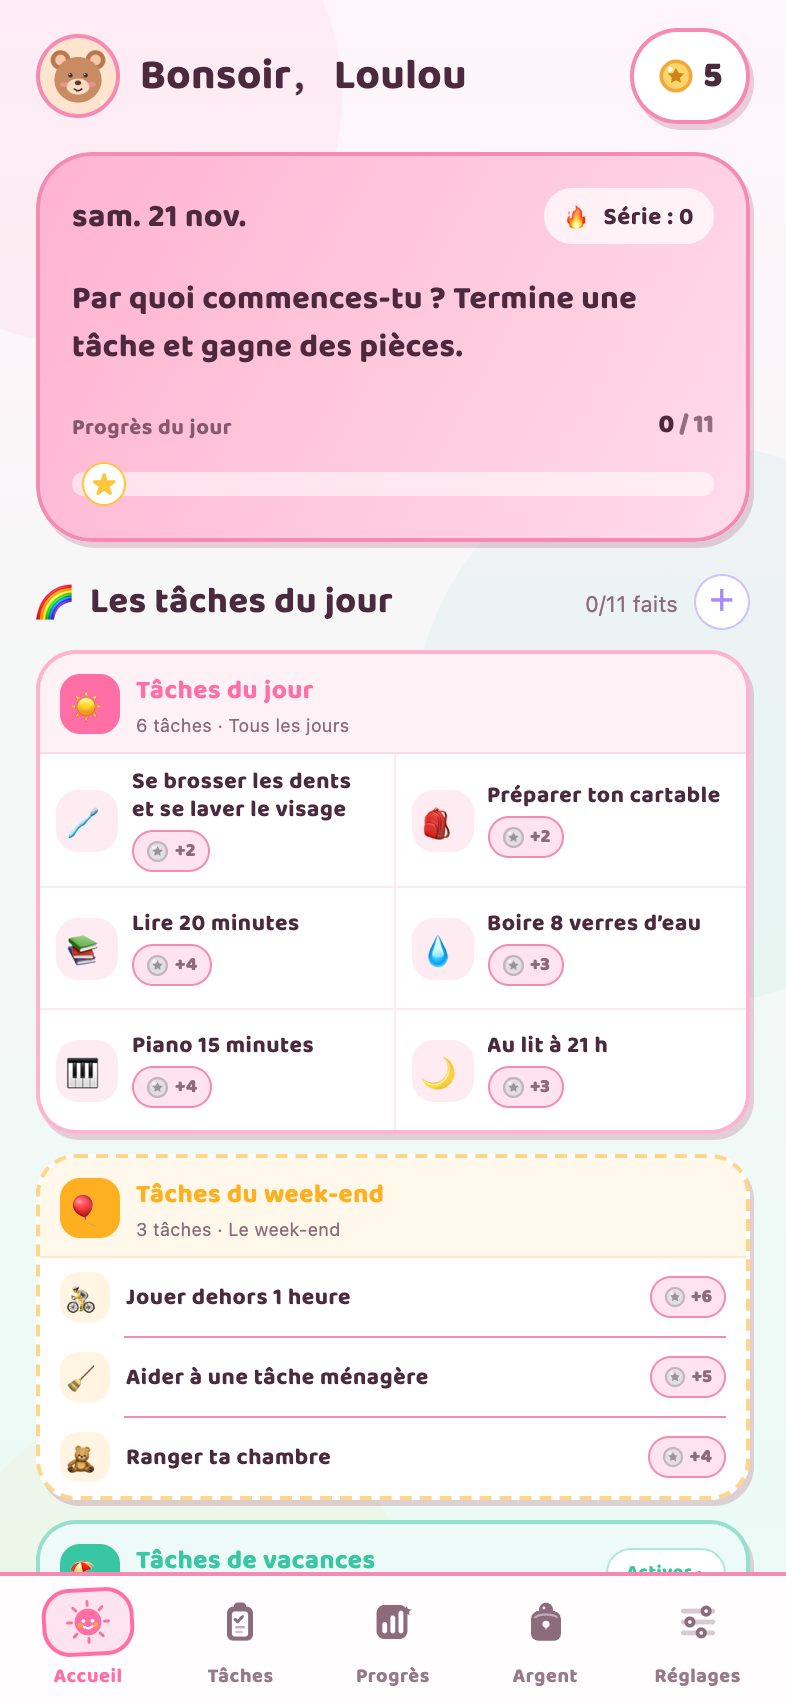 Bonsoir, Loulou
5
sam. 21 nov.
Série : 0
Par quoi commences-tu ? Termine une
tâche et gagne des pièces.
Progrès du jour
0 / 11
Les tâches du jour
0/11 faits
+
Tâches du jour
6 tâches · Tous les jours
Se brosser les dents
et se laver le visage
+2
Préparer ton cartable
+2
Lire 20 minutes
+4
Boire 8 verres d’eau
+3
Piano 15 minutes
+4
Au lit à 21 h
+3
Tâches du week-end
3 tâches · Le week-end
Jouer dehors 1 heure
+6
Aider à une tâche ménagère
+5
Ranger ta chambre
+4
Tâches de vacances
Accueil
Tâches
Progrès
Argent
Réglages